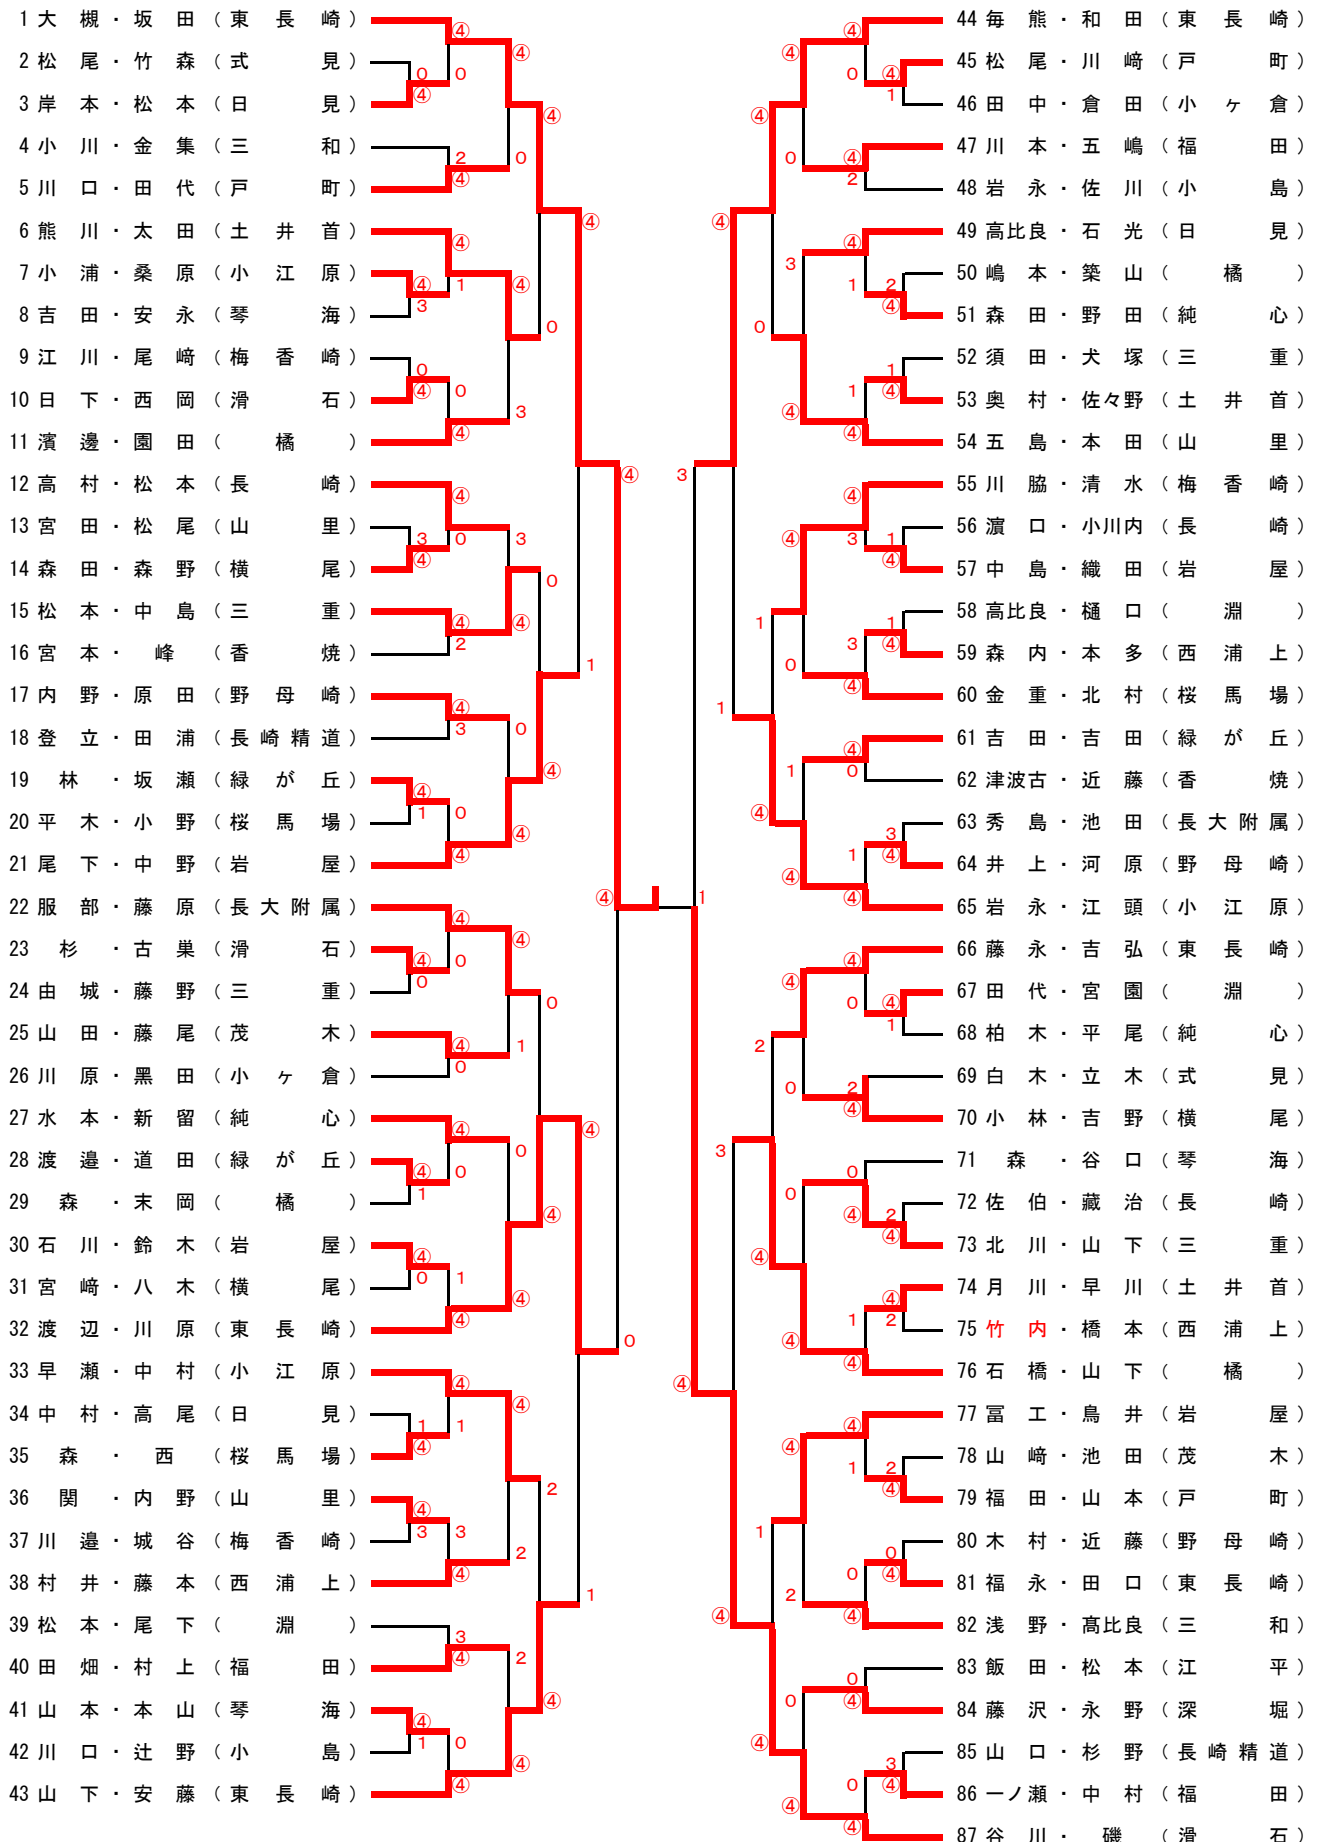 1 大槻・坂田（東長崎）
2 松尾・竹森（式見）
3 岸本・松本（日見）
4 小川・金集（三和）
5 川口・田代（戸町）
6 熊川・太田（土井首）
7 小浦・桑原（小江原）
8 吉田・安永（琴海）
9 江川・尾﨑（梅香崎）
10 日下・西岡（滑石）
11 濱邊・園田（橘）
12 高村・松本（長崎）
13 宮田・松尾（山里）
14 森田・森野（横尾）
15 松本・中島（三重）
16 宮本・峰（香焼）
17 内野・原田（野母崎）
18 登立・田浦（長崎精道）
19 林・坂瀬（緑が丘）
20 平木・小野（桜馬場）
21 尾下・中野（岩屋）
22 服部・藤原（長大附属）
23 杉・古巣（滑石）
24 由城・藤野（三重）
25 山田・藤尾（茂木）
26 川原・黒田（小ヶ倉）
27 水本・新留（純心）
28 渡邉・道田（緑が丘）
29 森・末岡（橘）
30 石川・鈴木（岩屋）
31 宮﨑・八木（横尾）
32 渡辺・川原（東長崎）
33 早瀬・中村（小江原）
34 中村・高尾（日見）
35 森・西（桜馬場）
36 関・内野（山里）
37 川邉・城谷（梅香崎）
38 村井・藤本（西浦上）
39 松本・尾下（淵）
40 田畑・村上（福田）
41 山本・本山（琴海）
42 川口・辻野（小島）
43 山下・安藤（東長崎）
44 毎熊・和田（東長崎）
45 松尾・川﨑（戸町）
46 田中・倉田（小ヶ倉）
47 川本・五嶋（福田）
48 岩永・佐川（小島）
49 高比良・石光（日見）
50 嶋本・築山（橘）
51 森田・野田（純心）
52 須田・犬塚（三重）
53 奥村・佐々野（土井首）
54 五島・本田（山里）
55 川脇・清水（梅香崎）
56 濵口・小川内（長崎）
57 中島・織田（岩屋）
58 高比良・樋口（淵）
59 森内・本多（西浦上）
60 金重・北村（桜馬場）
61 吉田・吉田（緑が丘）
62 津波古・近藤（香焼）
63 秀島・池田（長大附属）
64 井上・河原（野母崎）
65 岩永・江頭（小江原）
66 藤永・吉弘（東長崎）
67 田代・宮園（淵）
68 柏木・平尾（純心）
69 白木・立木（式見）
70 小林・吉野（横尾）
71 森・谷口（琴海）
72 佐伯・藏治（長崎）
73 北川・山下（三重）
74 月川・早川（土井首）
75 竹内・橋本（西浦上）
76 石橋・山下（橘）
77 冨工・鳥井（岩屋）
78 山﨑・池田（茂木）
79 福田・山本（戸町）
80 木村・近藤（野母崎）
81 福永・田口（東長崎）
82 浅野・髙比良（三和）
83 飯田・松本（江平）
84 藤沢・永野（深堀）
85 山口・杉野（長崎精道）
86 一ノ瀬・中村（福田）
87 谷川・磯（滑石）